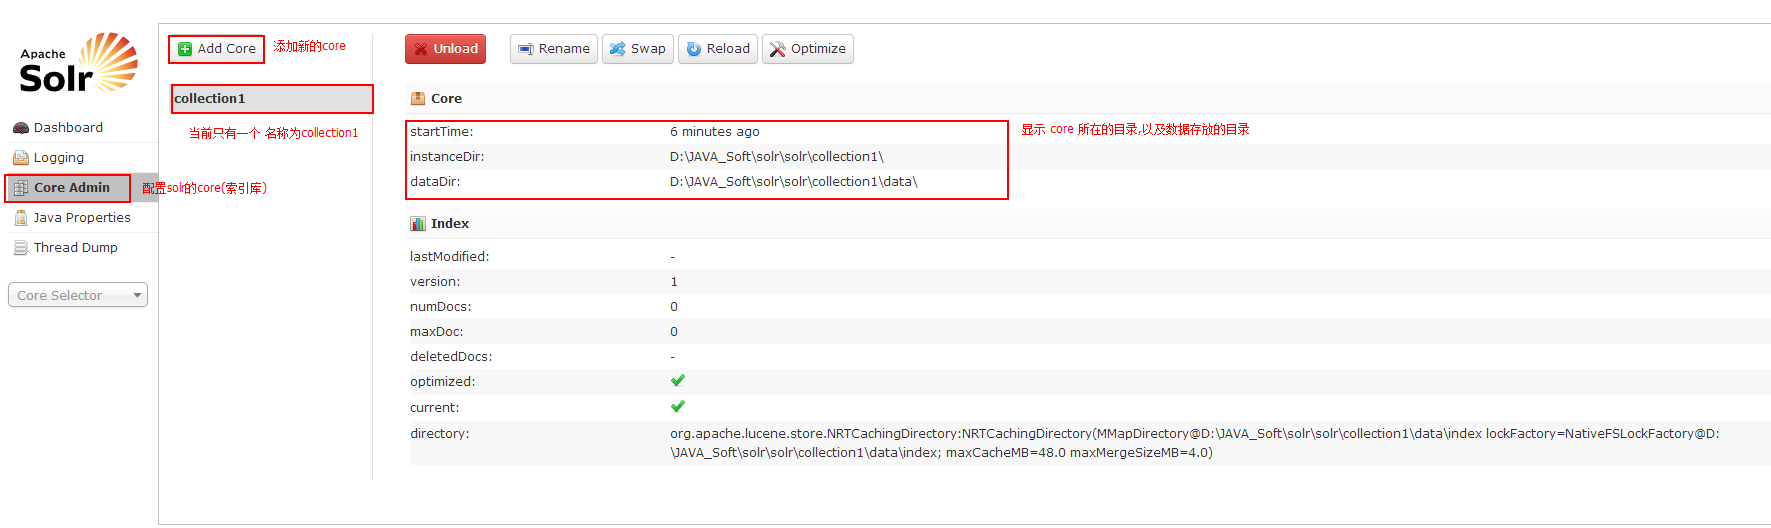 Apache
Solr
Dashboard
Logging
Core Admin
配置solr的core(索引库)
Java Properties
Thread Dump
Core Selector
Add Core
添加新的core
collection1
当前只有一个 名称为collection1
Unload
Rename
Swap
Reload
Optimize
Core
startTime: 6 minutes ago
instanceDir: D:\JAVA_Soft\solr\solr\collection1\
dataDir: D:\JAVA_Soft\solr\solr\collection1\data\
显示 core 所在的目录,以及数据存放的目录
Index
lastModified: -
version: 1
numDocs: 0
maxDoc: 0
deletedDocs: -
optimized:
current:
directory: org.apache.lucene.store.NRTCachingDirectory:NRTCachingDirectory(MMapDirectory@D:\JAVA_Soft\solr\solr\collection1\data\index lockFactory=NativeFSLockFactory@D:
\JAVA_Soft\solr\solr\collection1\data\index; maxCacheMB=48.0 maxMergeSizeMB=4.0)